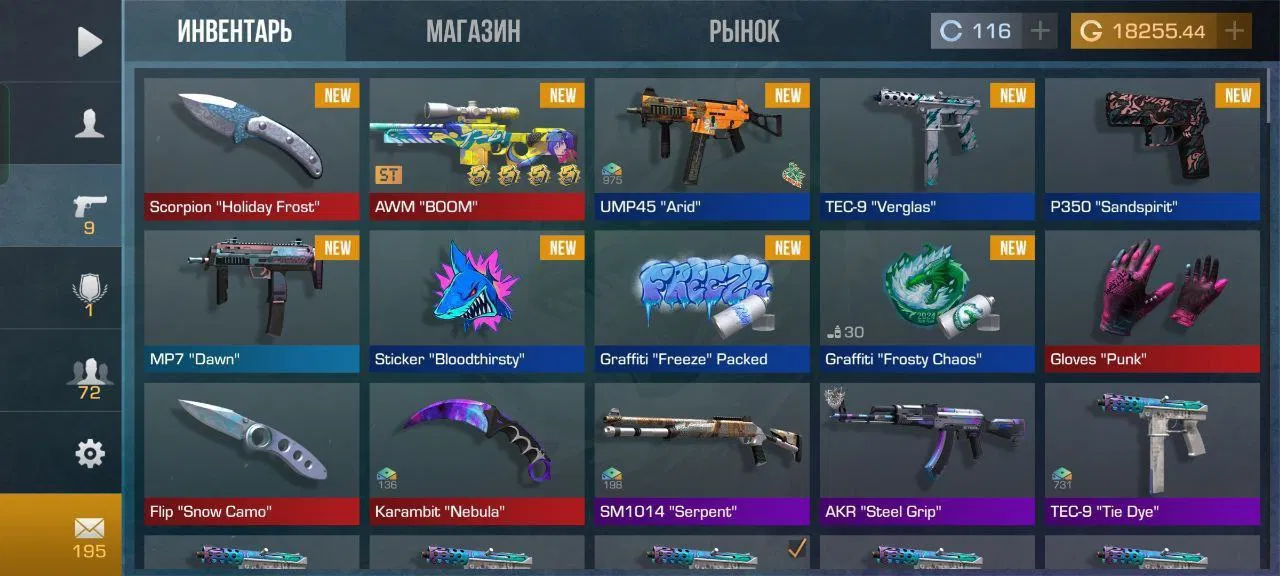 ИНВЕНТАРЬ МАГАЗИН РЫНОК C 116 + G 18255.44 +
NEW NEW NEW NEW NEW
ST 975
Scorpion "Holiday Frost" AWM "BOOM" UMP45 "Arid" TEC-9 "Verglas" P350 "Sandspirit"
9
NEW NEW NEW NEW
FREEZE
2024
30
1
MP7 "Dawn" Sticker "Bloodthirsty" Graffiti "Freeze" Packed Graffiti "Frosty Chaos" Gloves "Punk"
72
136 198 731
Flip "Snow Camo" Karambit "Nebula" SM1014 "Serpent" AKR "Steel Grip" TEC-9 "Tie Dye"
195